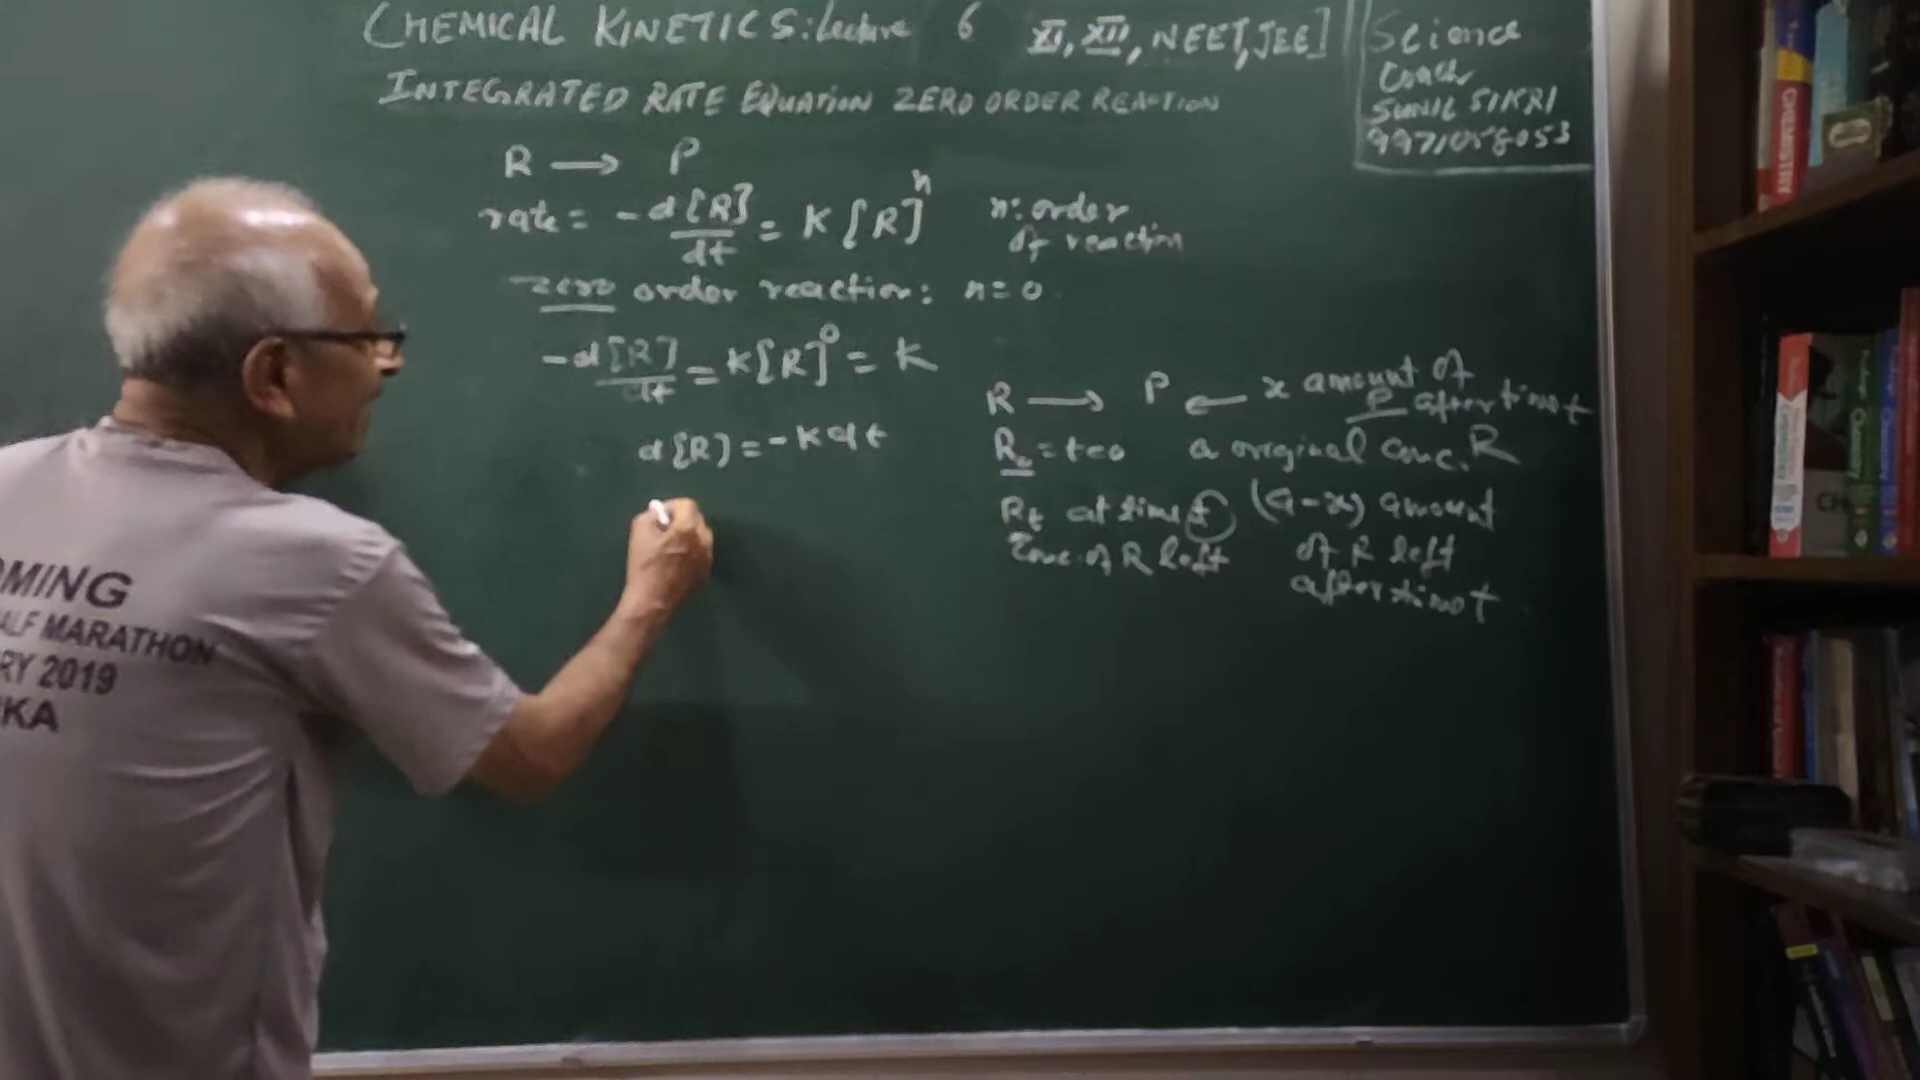 CHEMICAL KINETICS: Lecture 6 XI, XII, NEET, JEE]
INTEGRATED RATE EQUATION ZERO ORDER REACTION
Science
Coach
SUNIL SIKRI
9971058053
R → P
rate = -d[R]/dt = K[R]^n n: order
of reaction
zero order reaction: n=0
-d[R]/dt = K[R]^0 = K
d[R] = -Kdt
R → P ← x amount of
P after time t
R₀ = t=0 a original conc. R
Rt at time t (a-x) amount
Conc. of R left of R left
after time t
OMING
ALF MARATHON
RY 2019
KA
CHEMISTRY